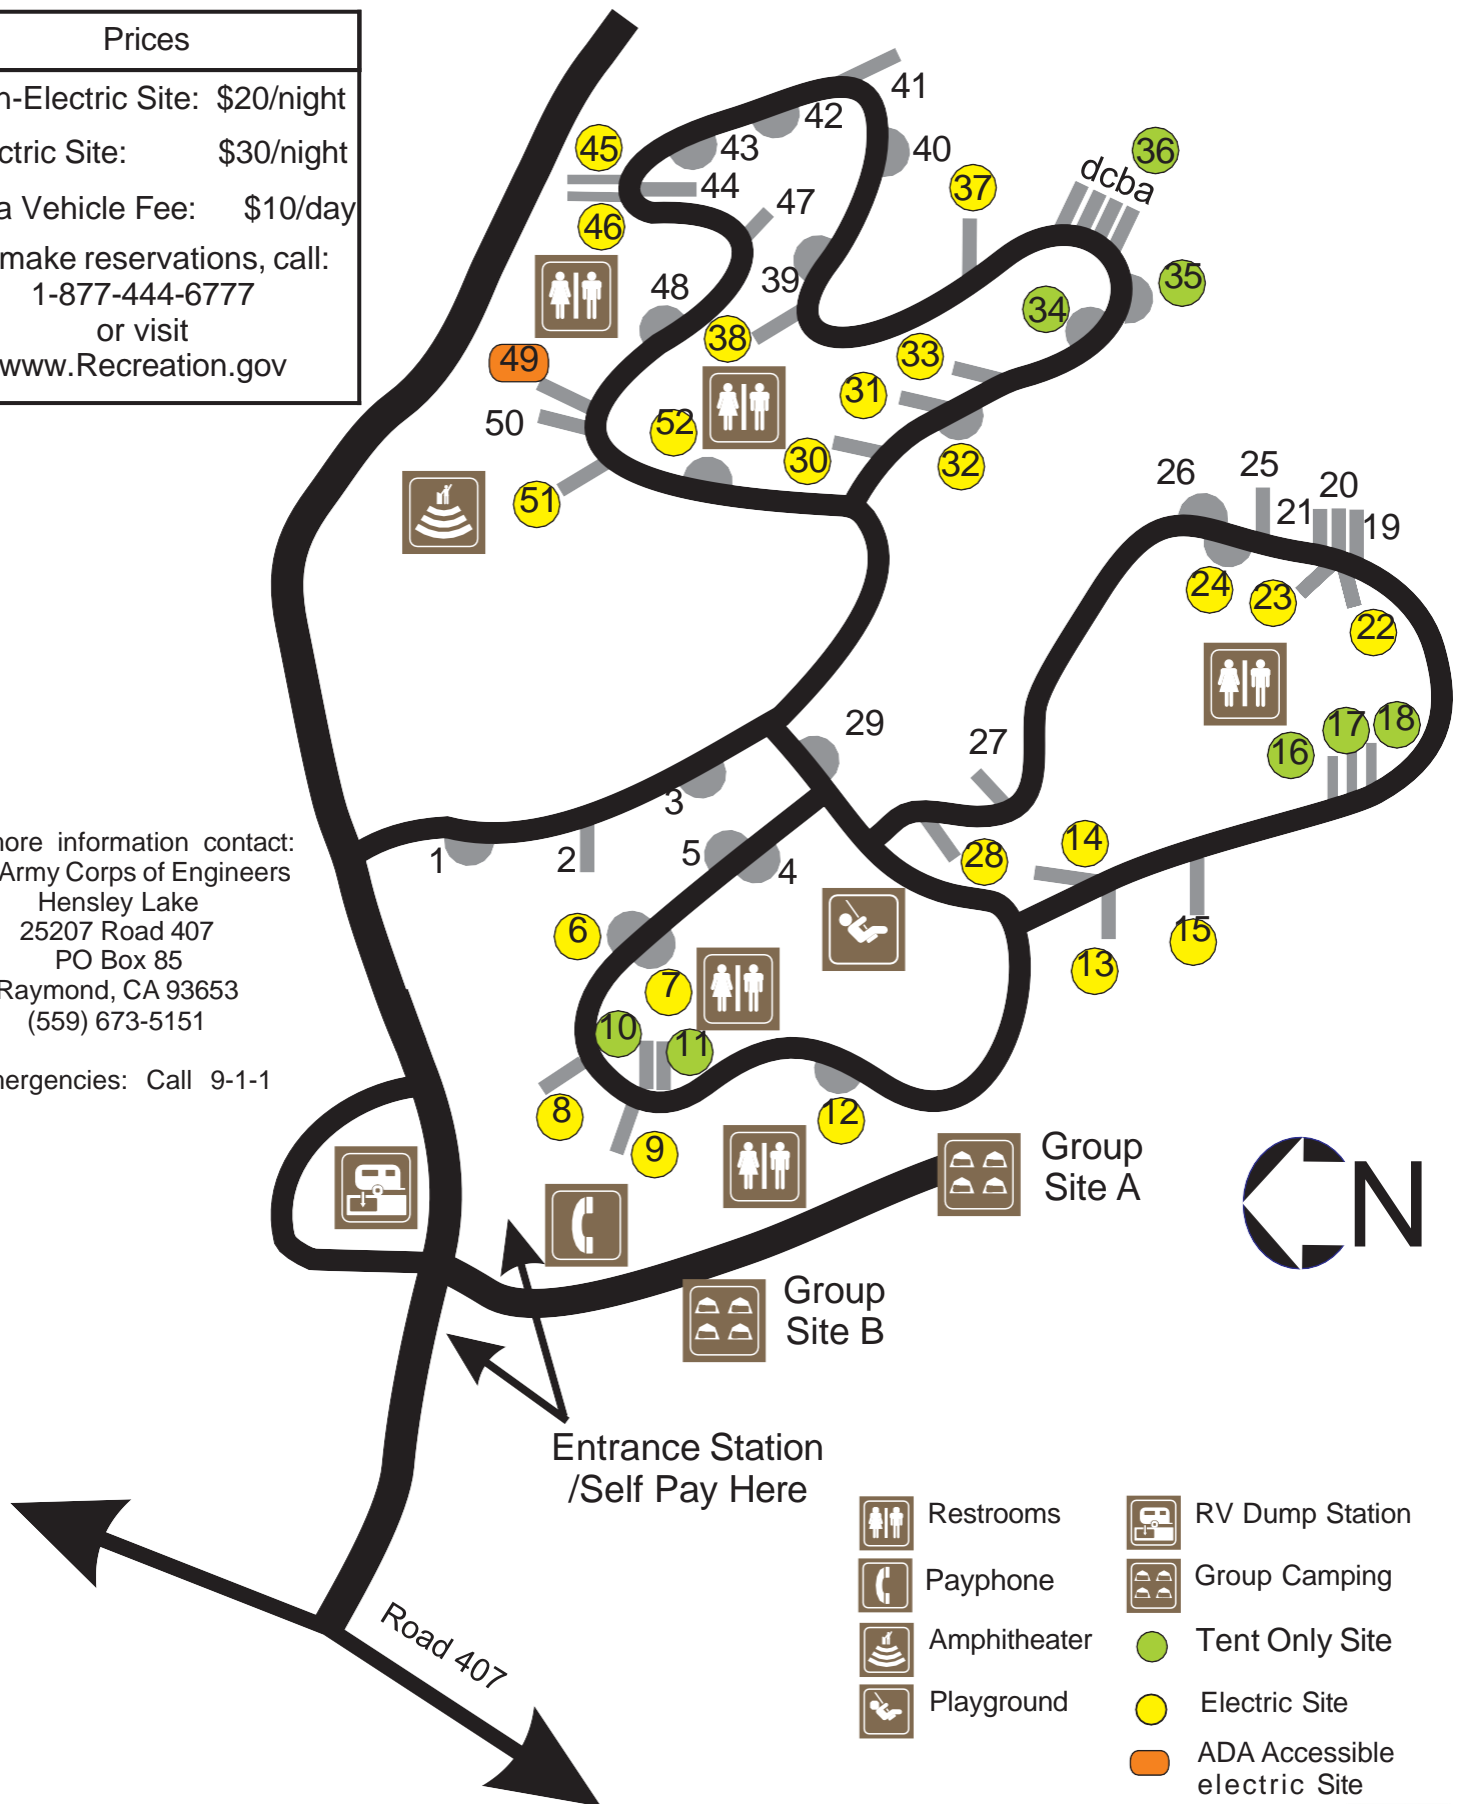 Prices
n-Electric Site: $20/night
ctric Site: $30/night
a Vehicle Fee: $10/day
make reservations, call:
1-877-444-6777
or visit
www.Recreation.gov
41
42
45
43
40
36
dcba
37
44
47
46
39
35
48
34
38
33
49
31
50
52
30
32
51
26
25
20
21
19
24
23
22
29
27
17
18
16
3
1
2
5
4
14
28
6
15
13
7
10
11
8
12
9
ore information contact:
Army Corps of Engineers
Hensley Lake
25207 Road 407
PO Box 85
Raymond, CA 93653
(559) 673-5151
mergencies: Call 9-1-1
Group
Site A
N
Group
Site B
Entrance Station
/Self Pay Here
Road 407
Restrooms
Payphone
Amphitheater
Playground
RV Dump Station
Group Camping
Tent Only Site
Electric Site
ADA Accessible
electric Site